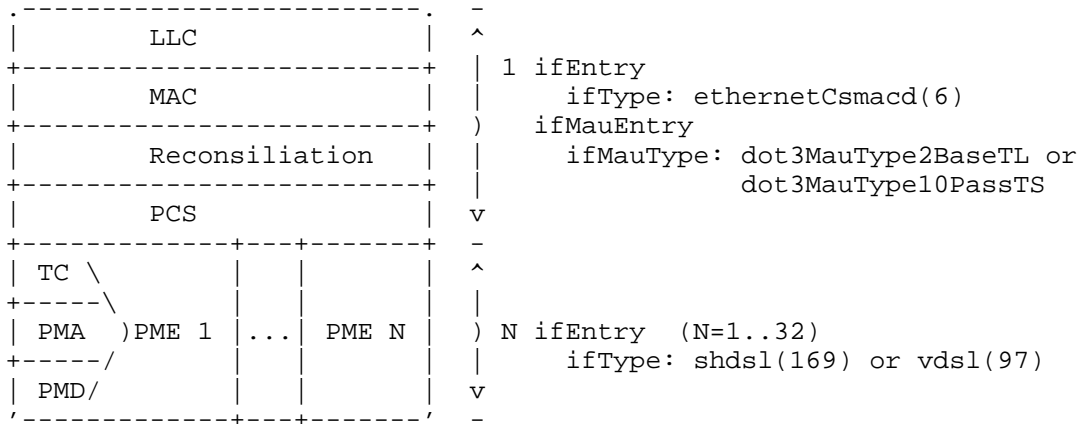 .-------------------------.  -
|        LLC              |  ^
+-------------------------+  | 1 ifEntry
|        MAC              |  |     ifType: ethernetCsmacd(6)
+-------------------------+  )   ifMauEntry
|        Reconsiliation   |  |     ifMauType: dot3MauType2BaseTL or
+-------------------------+  |                dot3MauType10PassTS
|        PCS              |  v
+-------------+---+-------+  -
| TC \        |   |       |  ^
+-----\       |   |       |  |
| PMA  )PME 1 |...| PME N |  ) N ifEntry  (N=1..32)
+-----/       |   |       |  |     ifType: shdsl(169) or vdsl(97)
| PMD/        |   |       |  v
'-------------+---+-------'  -